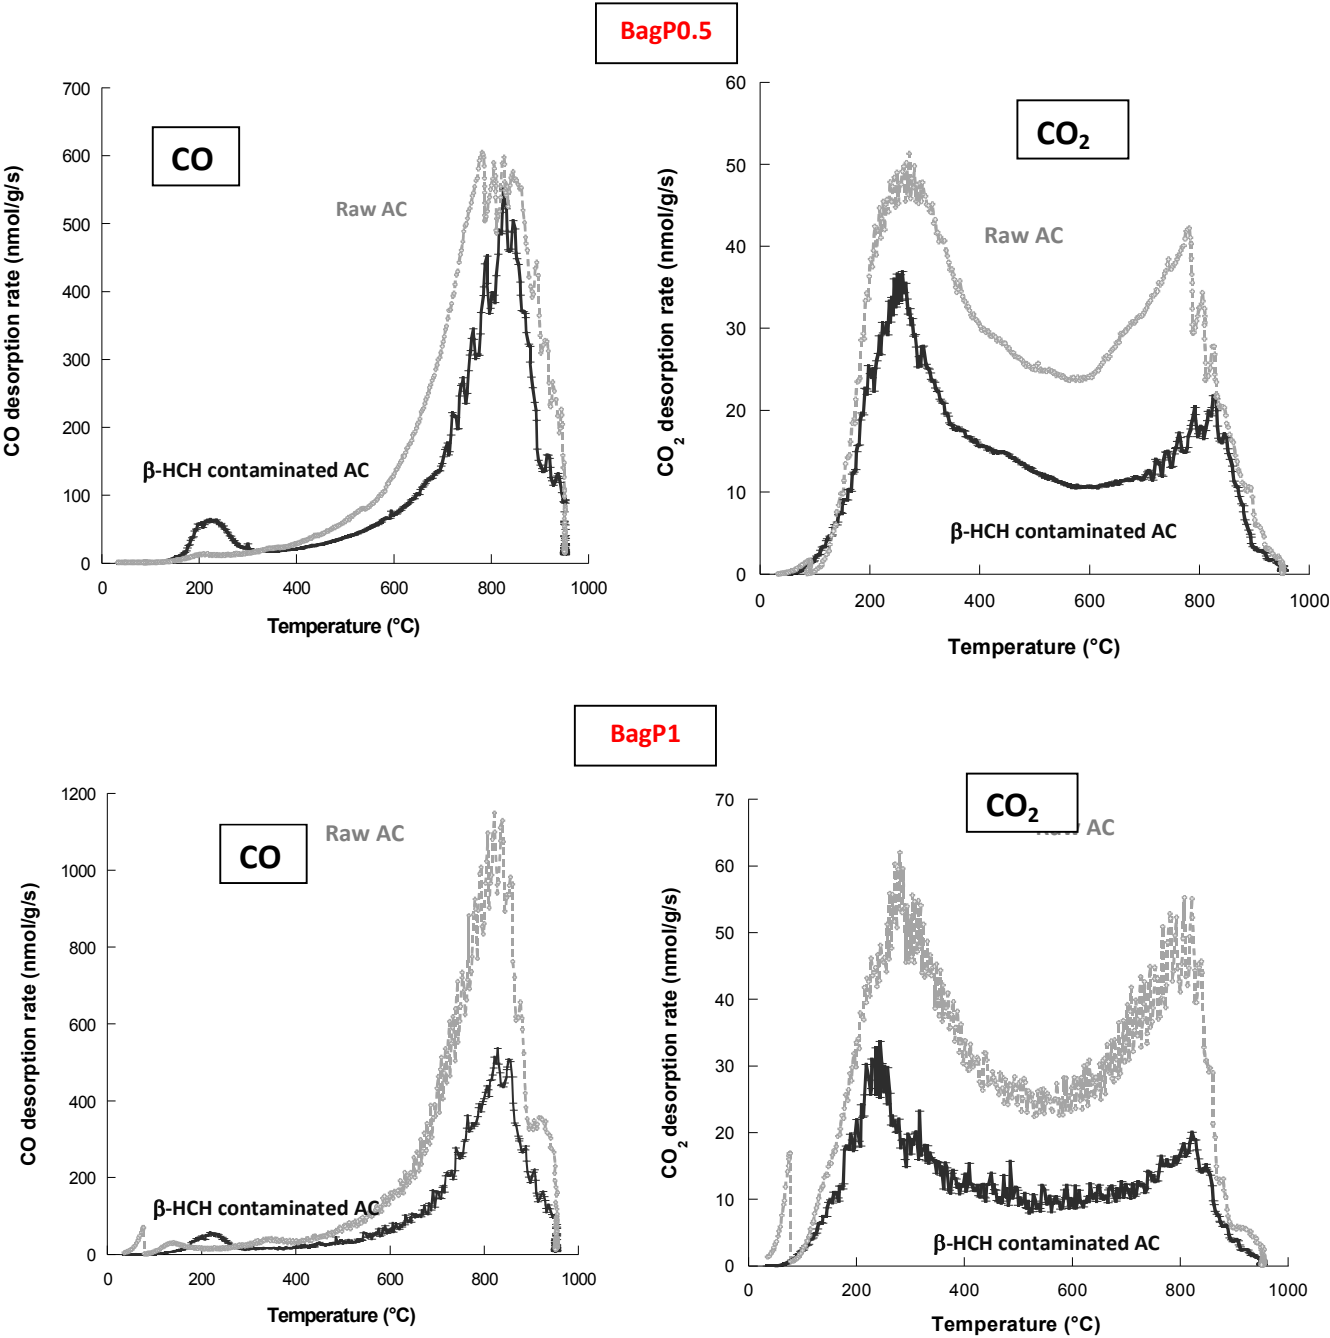 BagP0.5
CO desorption rate (nmol/g/s)
700
600
500
400
300
200
100
0
CO
Raw AC
β-HCH contaminated AC
0 200 400 600 800 1000
Temperature (°C)
CO2 desorption rate (nmol/g/s)
60
50
40
30
20
10
0
CO2
Raw AC
β-HCH contaminated AC
0 200 400 600 800 1000
Temperature (°C)
BagP1
CO desorption rate (nmol/g/s)
1200
1000
800
600
400
200
0
CO
Raw AC
β-HCH contaminated AC
0 200 400 600 800 1000
Temperature (°C)
CO2 desorption rate (nmol/g/s)
70
60
50
40
30
20
10
0
CO2
AC
β-HCH contaminated AC
0 200 400 600 800 1000
Temperature (°C)